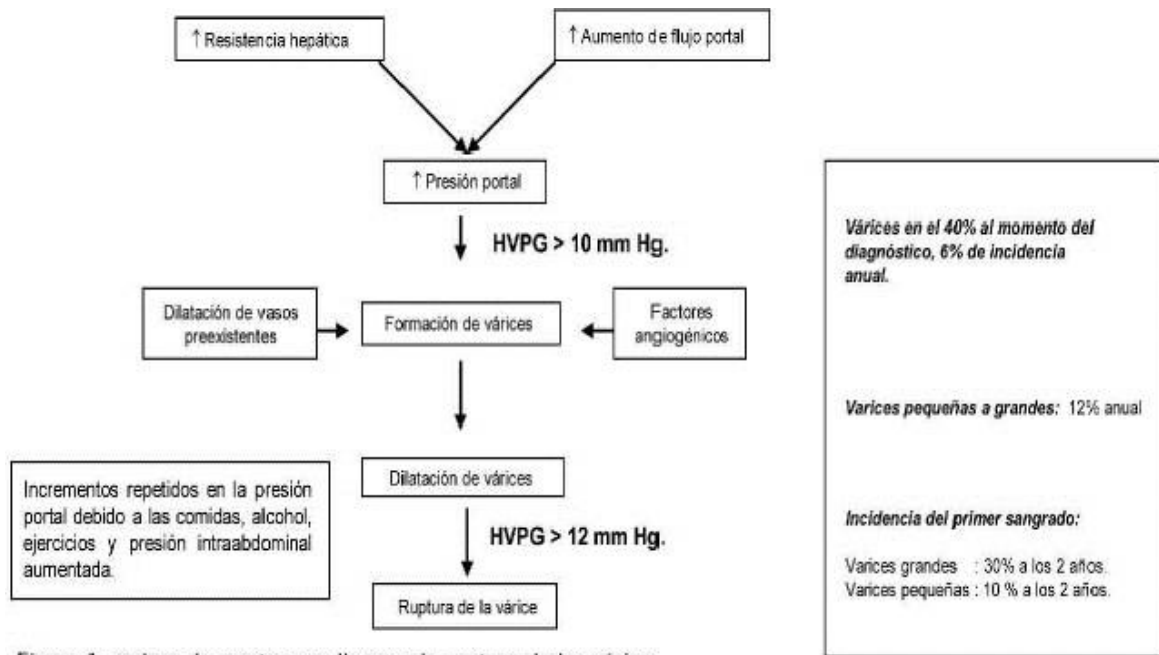 ↑ Resistencia hepática
↑ Aumento de flujo portal
↑ Presión portal
HVPG > 10 mm Hg.
Dilatación de vasos
preexistentes
Formación de várices
Factores
angiogénicos
Dilatación de várices
HVPG > 12 mm Hg.
Ruptura de la várice
Incrementos repetidos en la presión
portal debido a las comidas, alcohol,
ejercicios y presión intraabdominal
aumentada.
Várices en el 40% al momento del
diagnóstico, 6% de incidencia
anual.
Varices pequeñas a grandes: 12% anual
Incidencia del primer sangrado:
Varices grandes : 30% a los 2 años.
Varices pequeñas : 10 % a los 2 años.